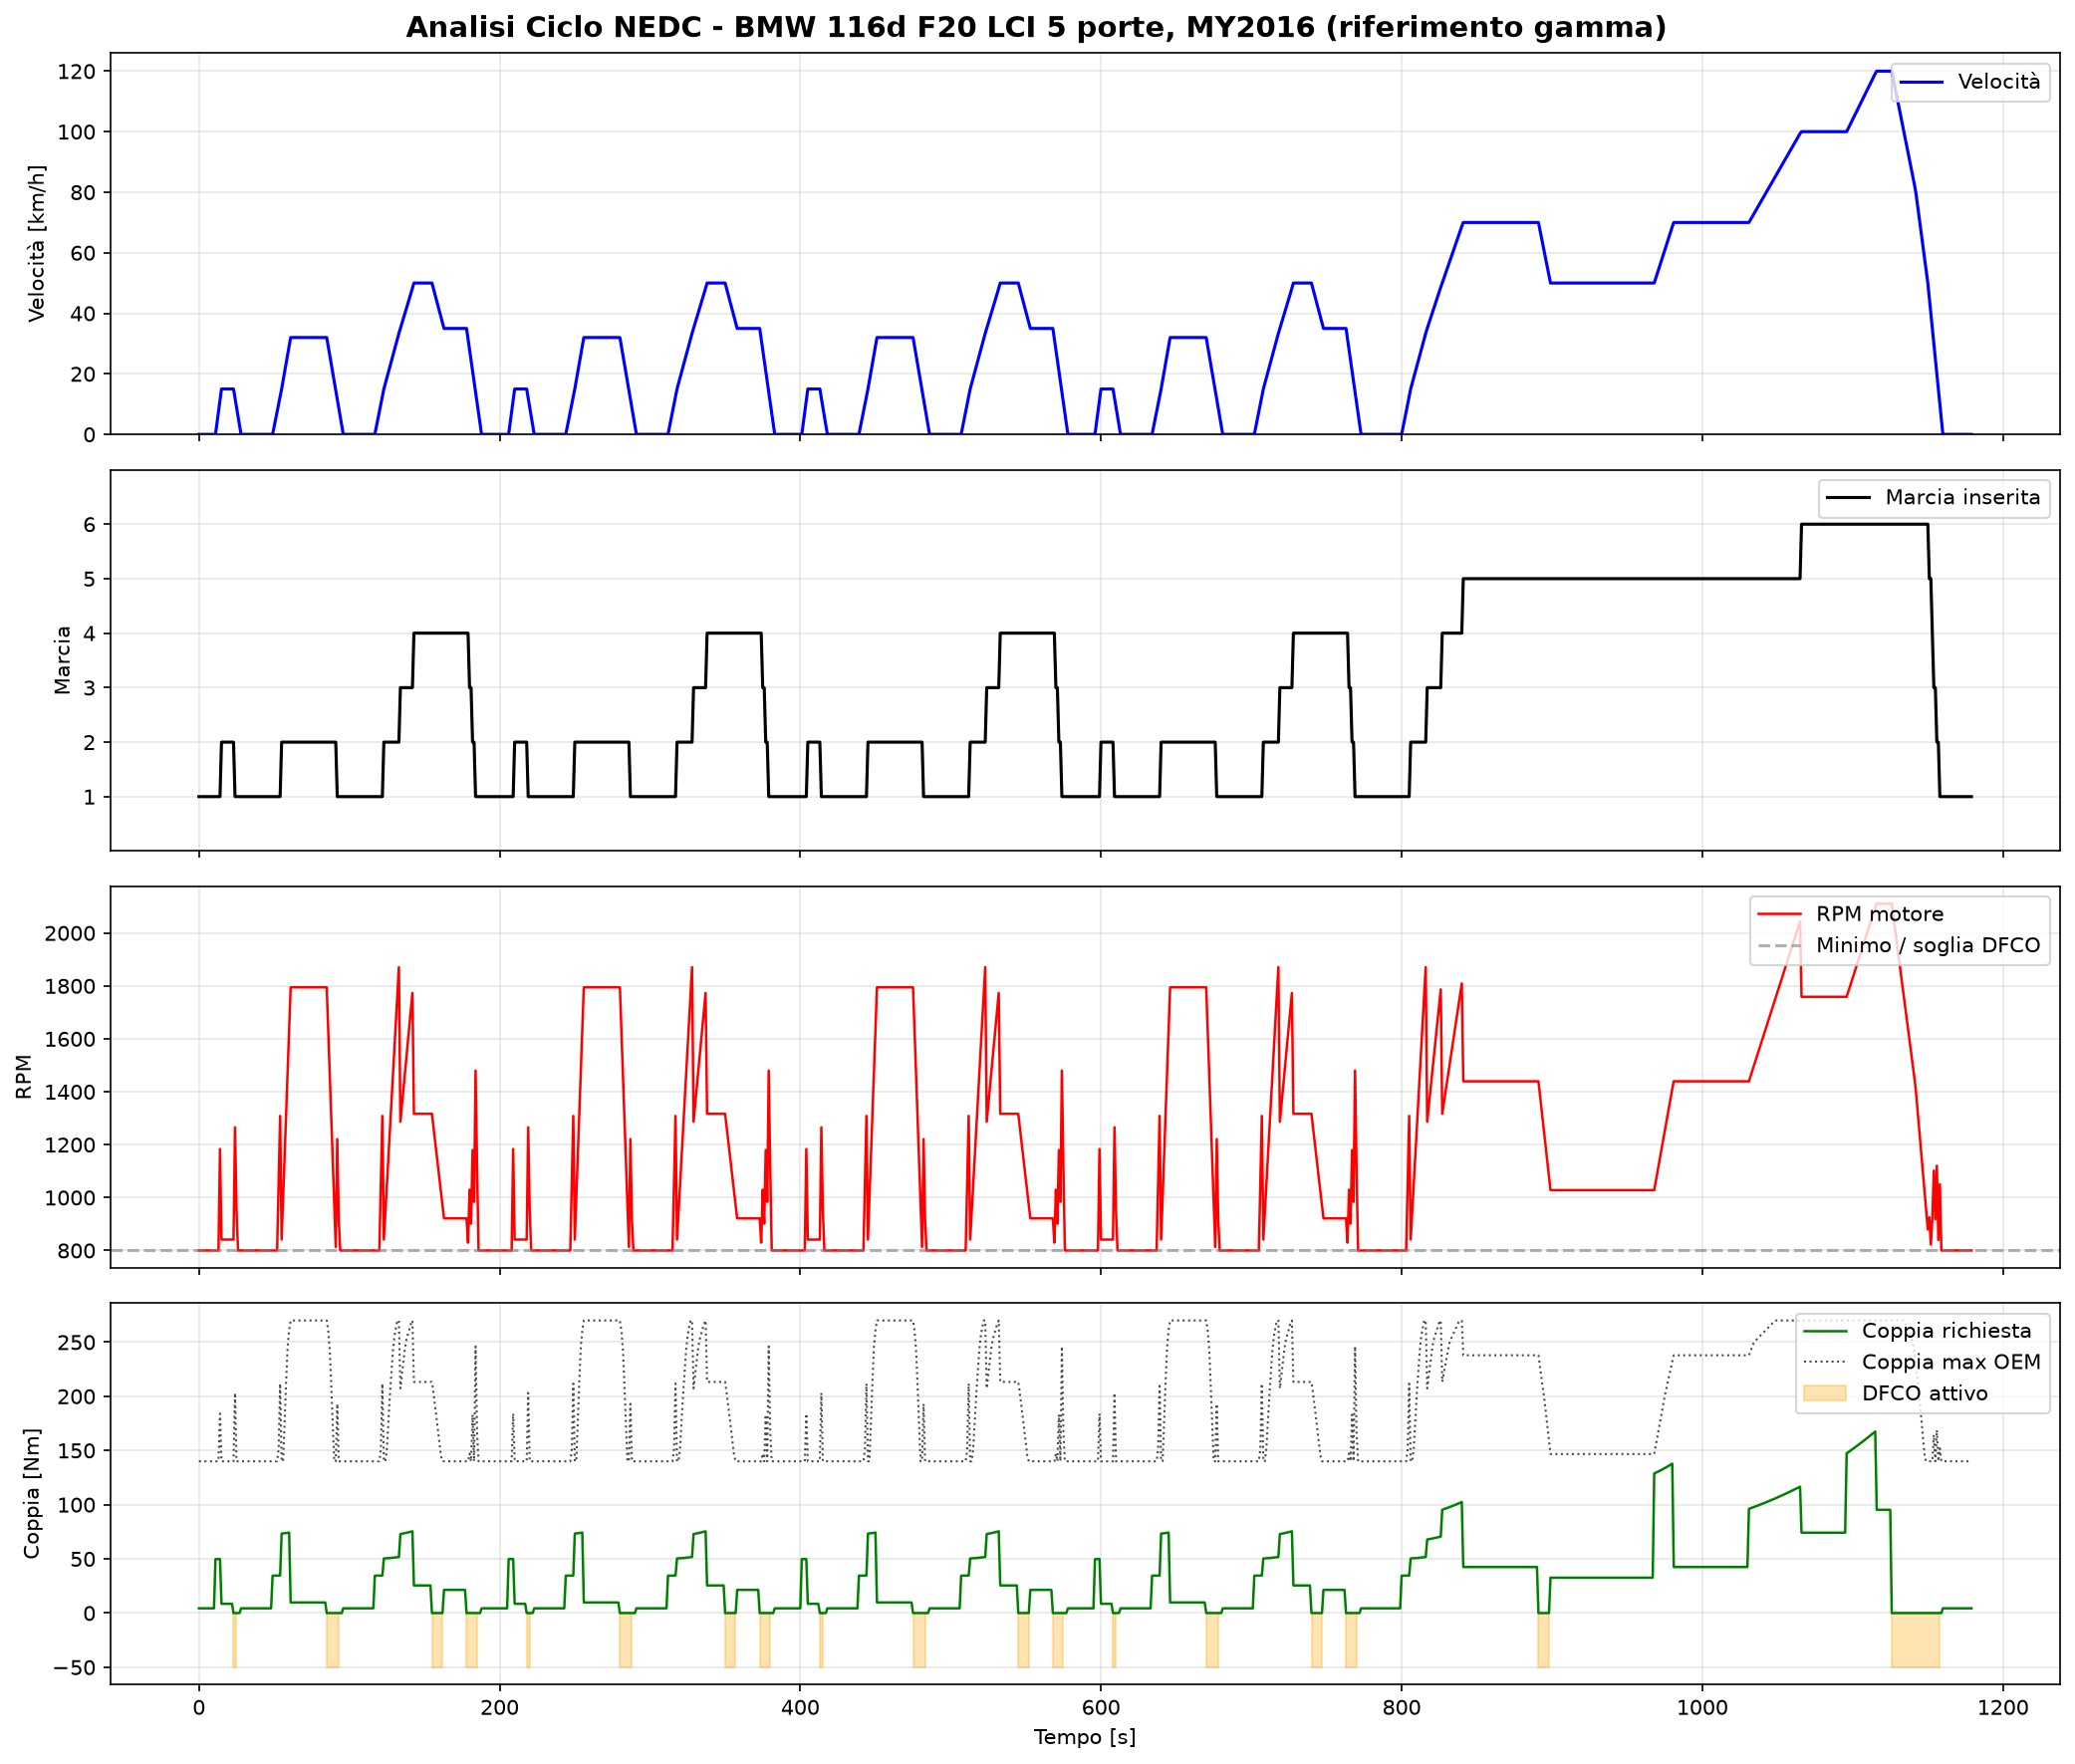 Analisi Ciclo NEDC - BMW 116d F20 LCI 5 porte, MY2016 (riferimento gamma)
Velocità [km/h]
120
100
80
60
40
20
0
Velocità
Marcia
6
5
4
3
2
1
Marcia inserita
RPM
2000
1800
1600
1400
1200
1000
800
RPM motore
Minimo / soglia DFCO
Coppia [Nm]
250
200
150
100
50
0
−50
Coppia richiesta
Coppia max OEM
DFCO attivo
0 200 400 600 800 1000 1200
Tempo [s]